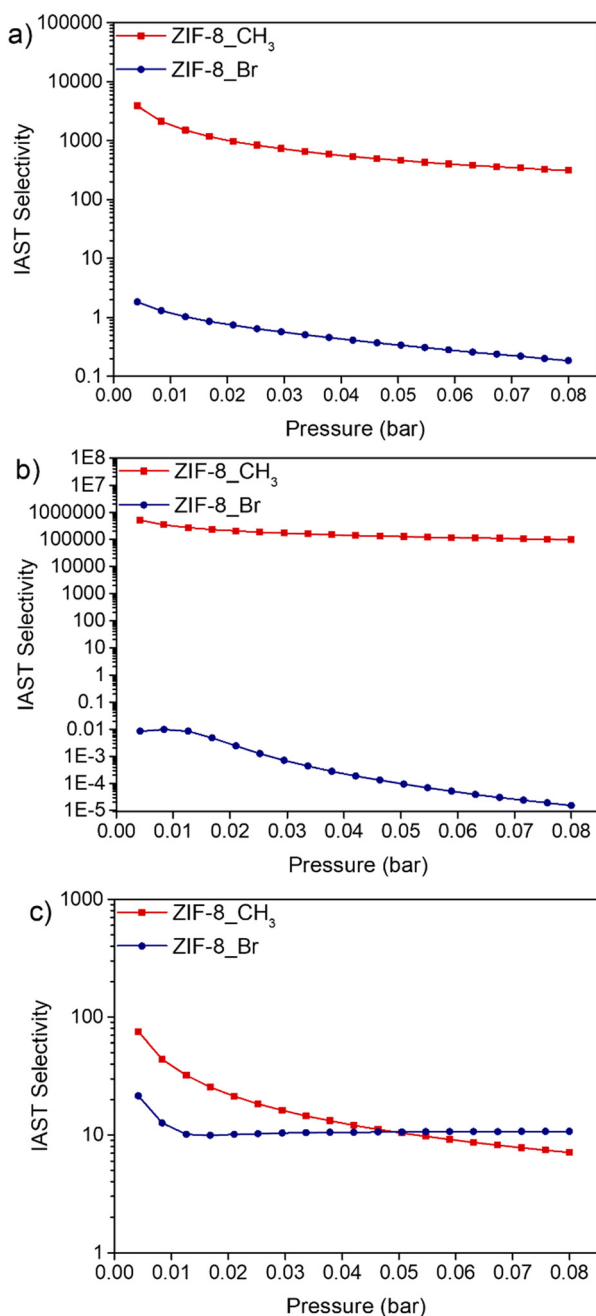 a)
100000
10000
1000
100
10
1
0.1
IAST Selectivity
ZIF-8_CH₃
ZIF-8_Br
0.00 0.01 0.02 0.03 0.04 0.05 0.06 0.07 0.08
Pressure (bar)
b)
1E8
1E7
1000000
100000
10000
1000
100
10
1
0.1
0.01
1E-3
1E-4
1E-5
IAST Selectivity
ZIF-8_CH₃
ZIF-8_Br
0.00 0.01 0.02 0.03 0.04 0.05 0.06 0.07 0.08
Pressure (bar)
c)
1000
100
10
1
IAST Selectivity
ZIF-8_CH₃
ZIF-8_Br
0.00 0.01 0.02 0.03 0.04 0.05 0.06 0.07 0.08
Pressure (bar)